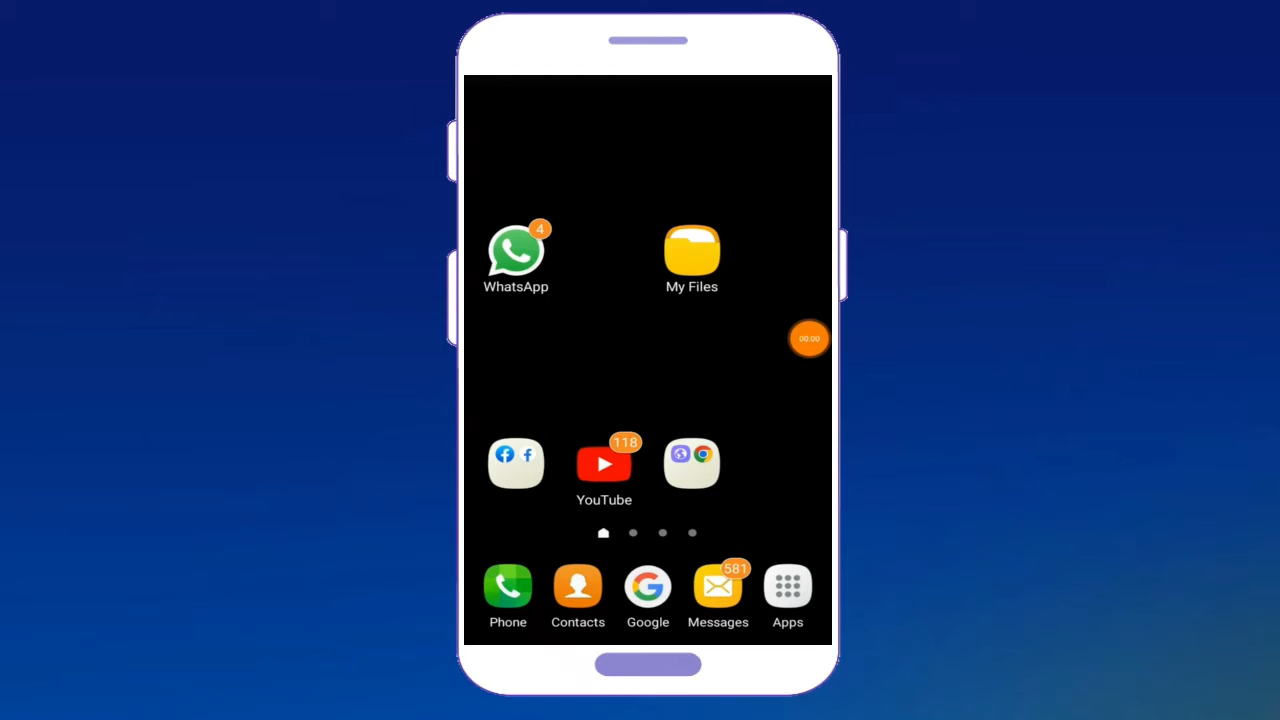 4
WhatsApp
My Files
00:00
118
YouTube
581
Phone
Contacts
Google
Messages
Apps